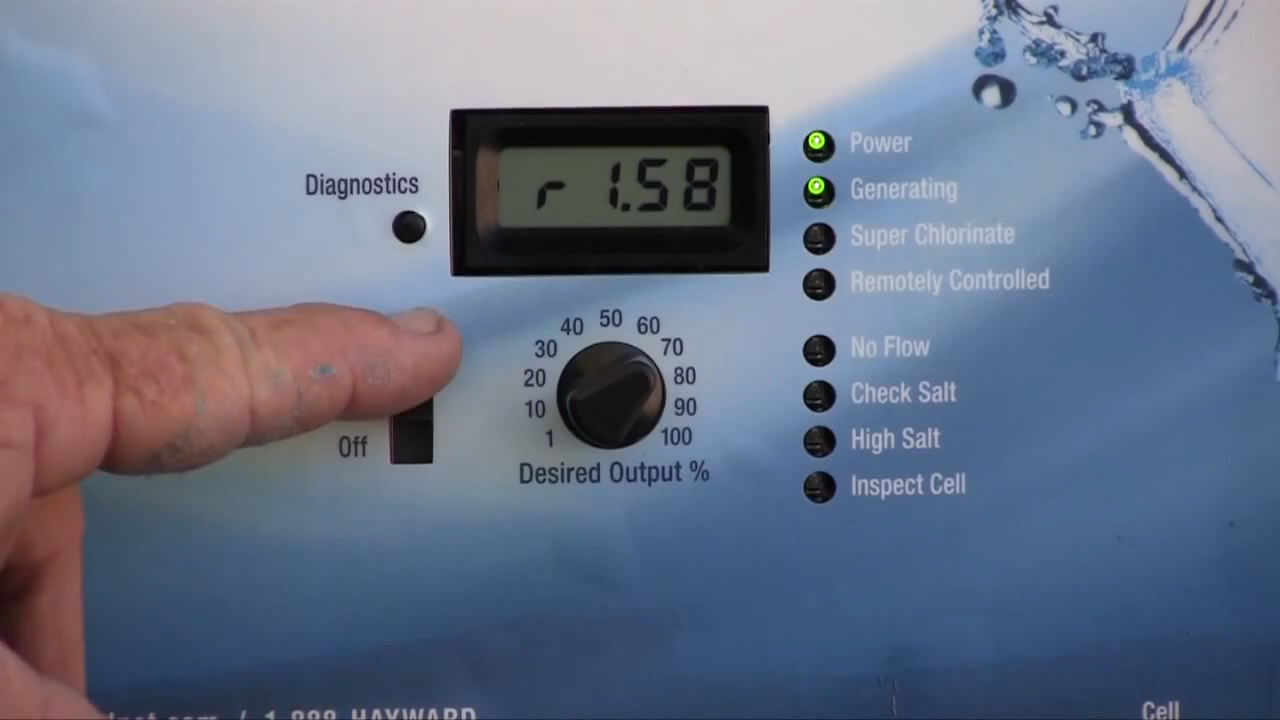 Diagnostics
r 1.58
Power
Generating
Super Chlorinate
Remotely Controlled
No Flow
Check Salt
High Salt
Inspect Cell
Off
50
40 60
30 70
20 80
10 90
1 100
Desired Output %
/ 1 888 HAYWARD
Cell